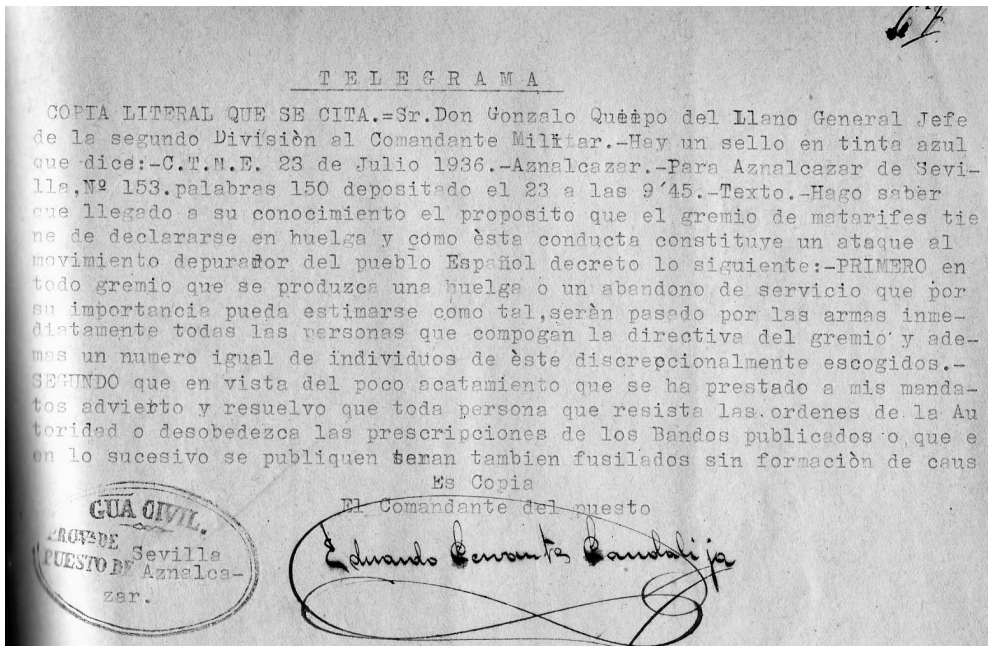 TELEGRAMA
COPIA LITERAL QUE SE CITA.=Sr.Don Gonzalo Queipo del Llano General Jefe
de la segundo Divisiòn al Comandante Militar.-Hay un sello en tinta azul
que dice:-C.T.N.E. 23 de Julio 1936.-Aznalcazar.-Para Aznalcazar de Sevi-
lla,Nº 153.palabras 150 depositado el 23 a las 9'45.-Texto.-Hago saber
que llegado a su conocimiento el proposito que el gremio de matarifes tie
ne de declararse en huelga y como èsta conducta constituye un ataque al
movimiento depurador del pueblo Español decreto lo siguiente:-PRIMERO en
todo gremio que se produzca una huelga o un abandono de servicio que por
su importancia pueda estimarse como tal,seràn pasado por las armas inme-
diatamente todas las personas que compogan la directiva del gremio y ade-
mas un numero igual de individuos de èste discrepcionalmente escogidos.-
SEGUNDO que en vista del poco acatamiento que se ha prestado a mis manda-
tos advierto y resuelvo que toda persona que resista las.ordenes de la Au
toridad o desobedezca las prescripciones de los Bandos publicados o que e
en lo sucesivo se publiquen seran tambien fusilados sin formaciòn de caus
Es Copia
El Comandante del puesto
GUA CIVIL.
PROVA DE Sevilla
PUESTO DE Aznalca-
zar.
Eduardo Cervantes